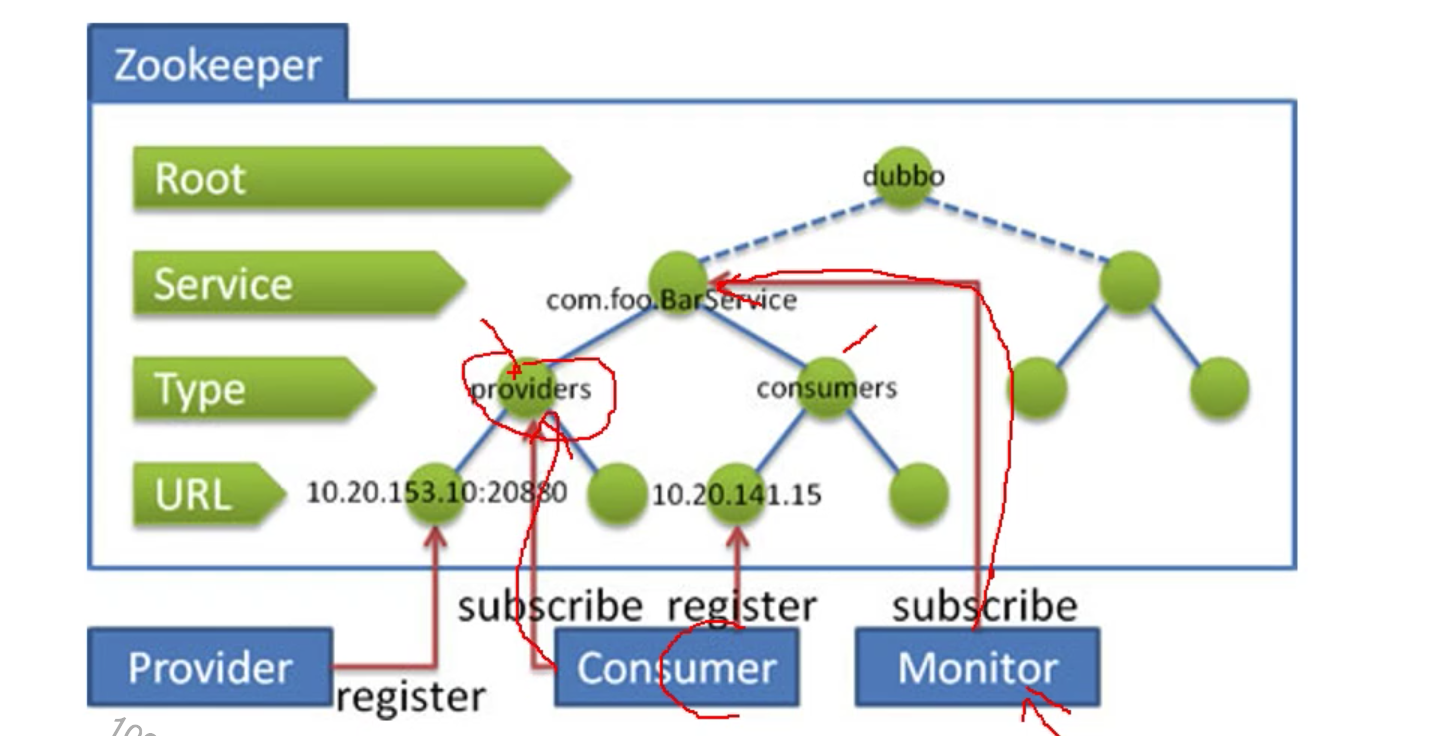 Zookeeper
Root
dubbo
Service
com.foo.BarService
Type
providers
consumers
URL
10.20.153.10:20880
10.20.141.15
subscribe
register
subscribe
Provider
Consumer
Monitor
register